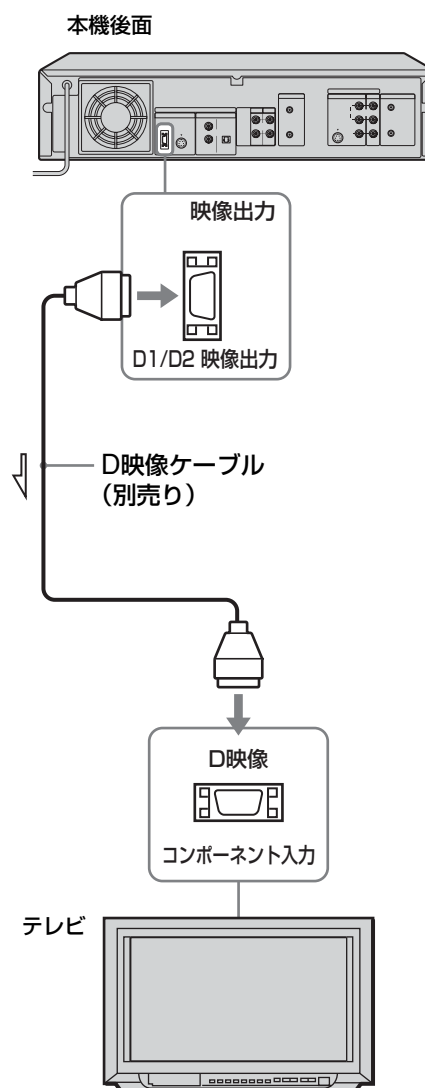 本機後面
映像出力
D1/D2 映像出力
D映像ケーブル
（別売り）
D映像
コンポーネント入力
テレビ